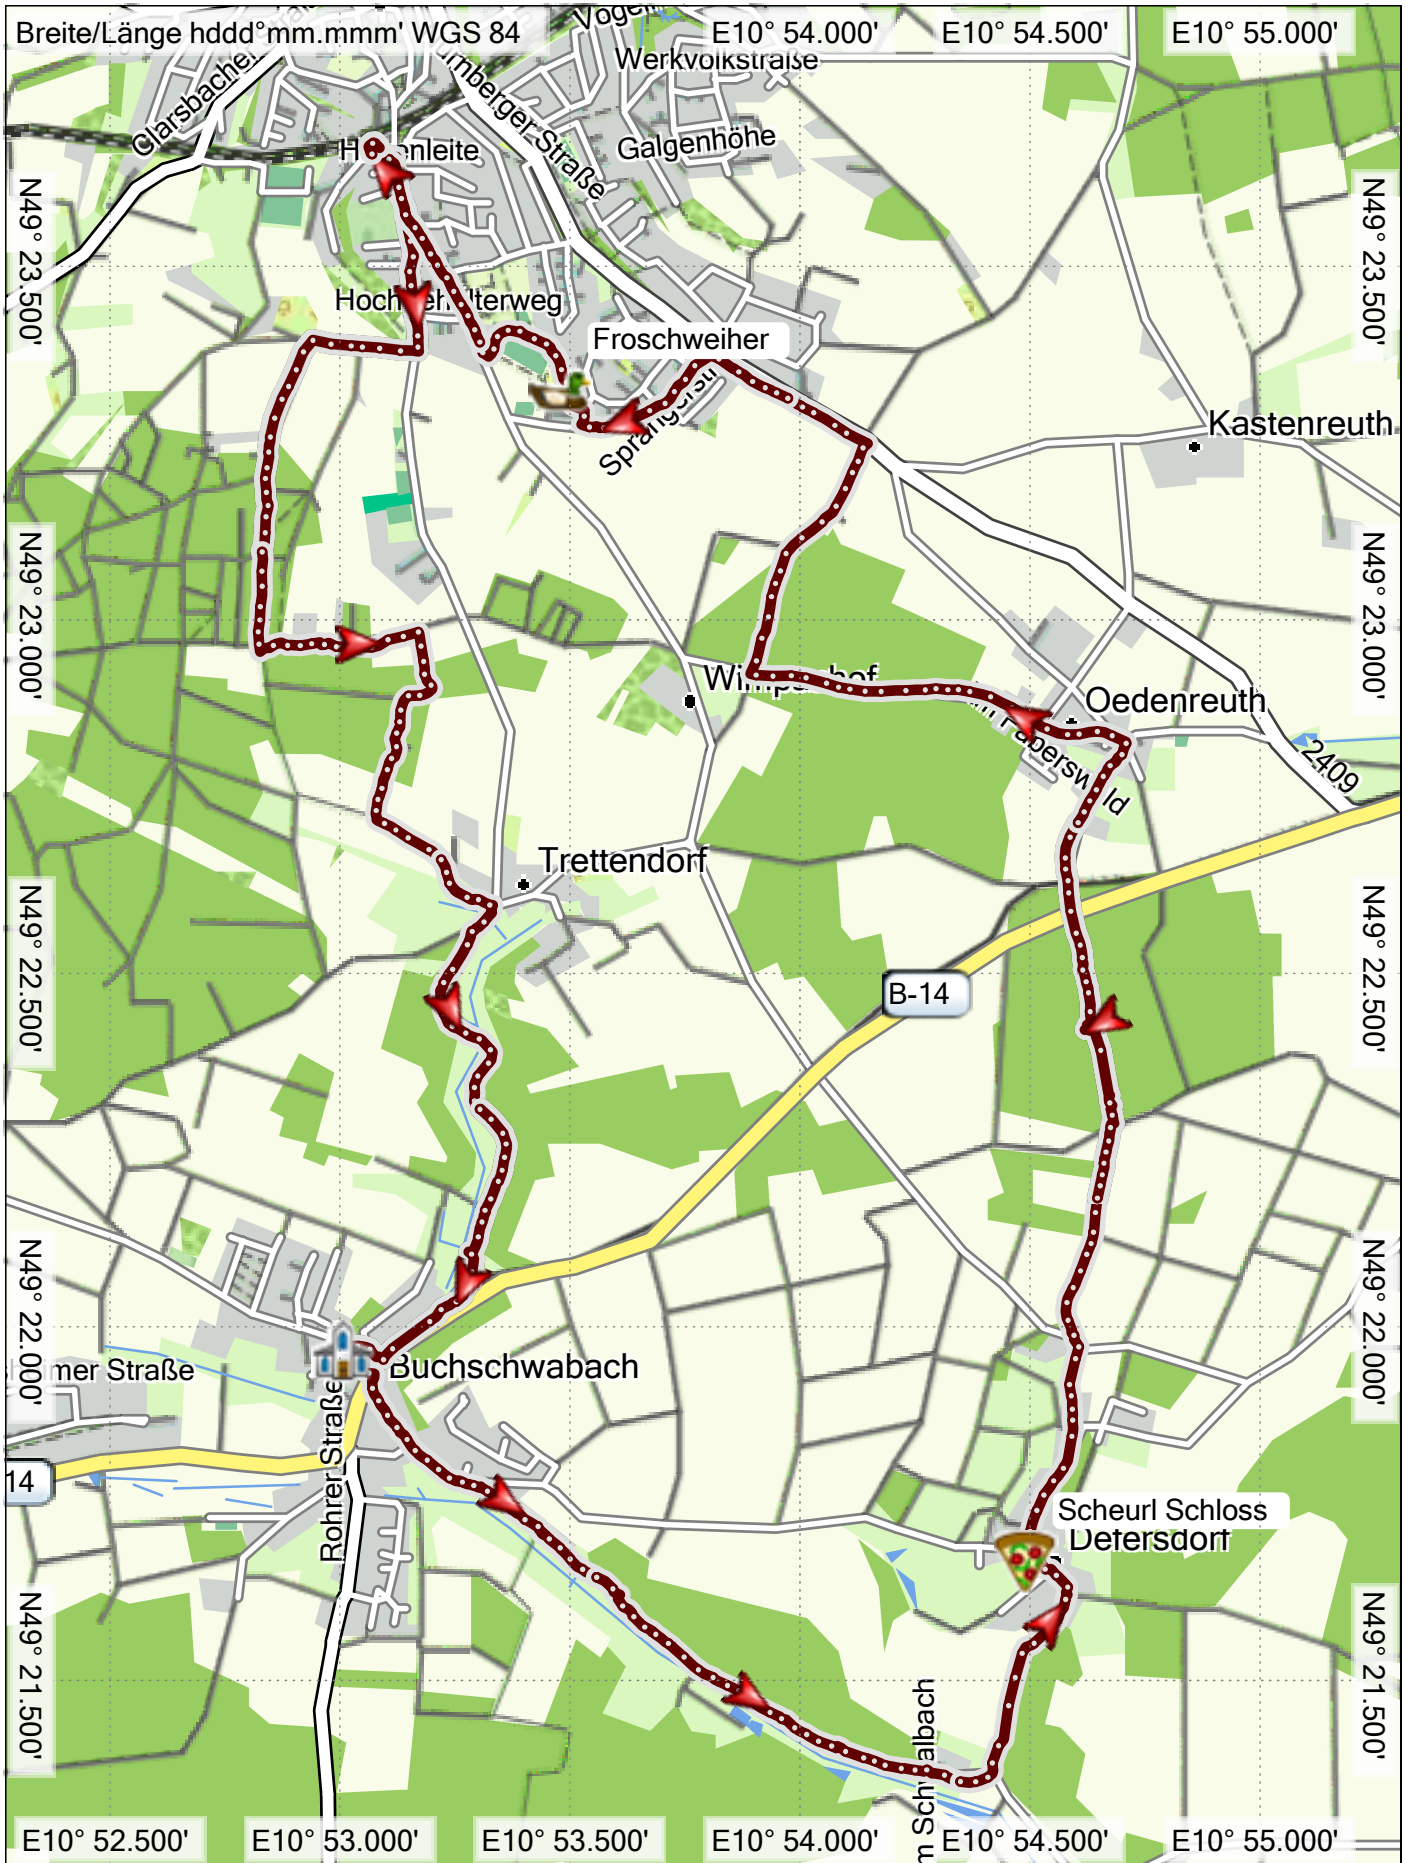 Breite/Länge hddd° mm.mmm' WGS 84
E10° 54.000'
E10° 54.500'
E10° 55.000'
Werkvolkstraße
Galgenhöhe
N49° 23.500'
N49° 23.500'
Froschweiher
Kastenreuth
N49° 23.000'
N49° 23.000'
Oedenreuth
2409
Trettendorf
N49° 22.500'
N49° 22.500'
B-14
N49° 22.000'
N49° 22.000'
Buchschwabach
imer Straße
14
Rohrer Straße
Scheurl Schloss
Defersdorf
N49° 21.500'
N49° 21.500'
E10° 52.500'
E10° 53.000'
E10° 53.500'
E10° 54.000'
E10° 54.500'
E10° 55.000'